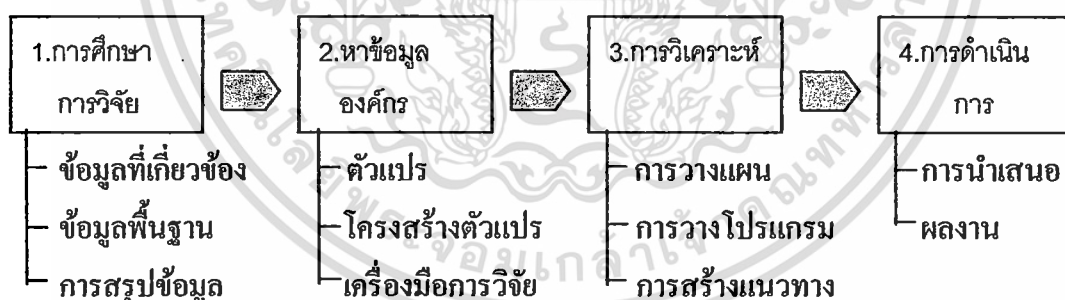 1.การศึกษา
การวิจัย
ข้อมูลที่เกี่ยวข้อง
ข้อมูลพื้นฐาน
การสรุปข้อมูล
2.หาข้อมูล
องค์กร
ตัวแปร
โครงสร้างตัวแปร
เครื่องมือการวิจัย
3.การวิเคราะห์
การวางแผน
การวางโปรแกรม
การสร้างแนวทาง
4.การดำเนิน
การ
การนำเสนอ
ผลงาน